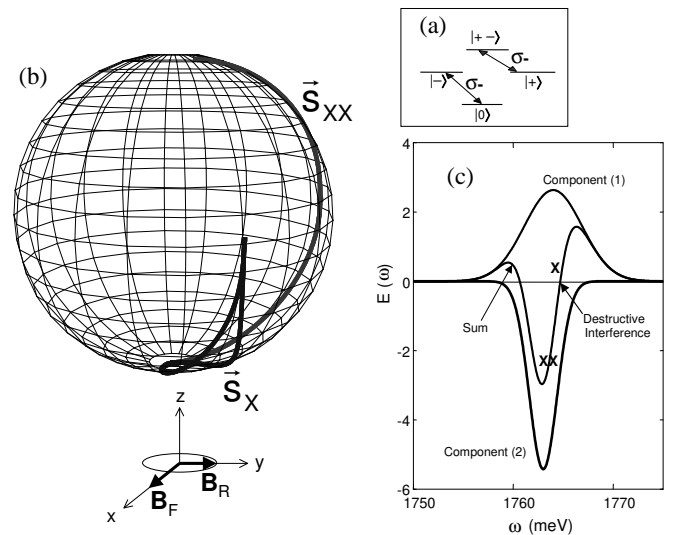 (a)
|+ −⟩
σ-
|−⟩
|+⟩
σ-
|0⟩
(b)
S⃗XX
S⃗X
z
y
x
BR
BF
(c)
4
2
0
-2
-4
-6
E (ω)
Component (1)
X
Sum
Destructive
Interference
XX
Component (2)
1750
1760
1770
ω (meV)